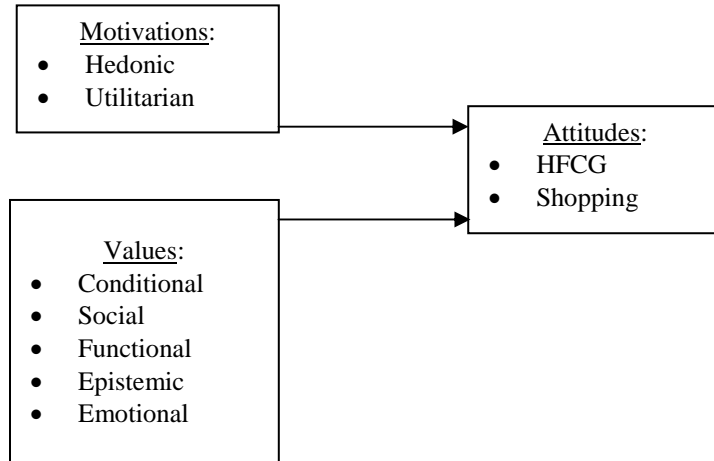 Motivations:
• Hedonic
• Utilitarian
Attitudes:
• HFCG
• Shopping
Values:
• Conditional
• Social
• Functional
• Epistemic
• Emotional